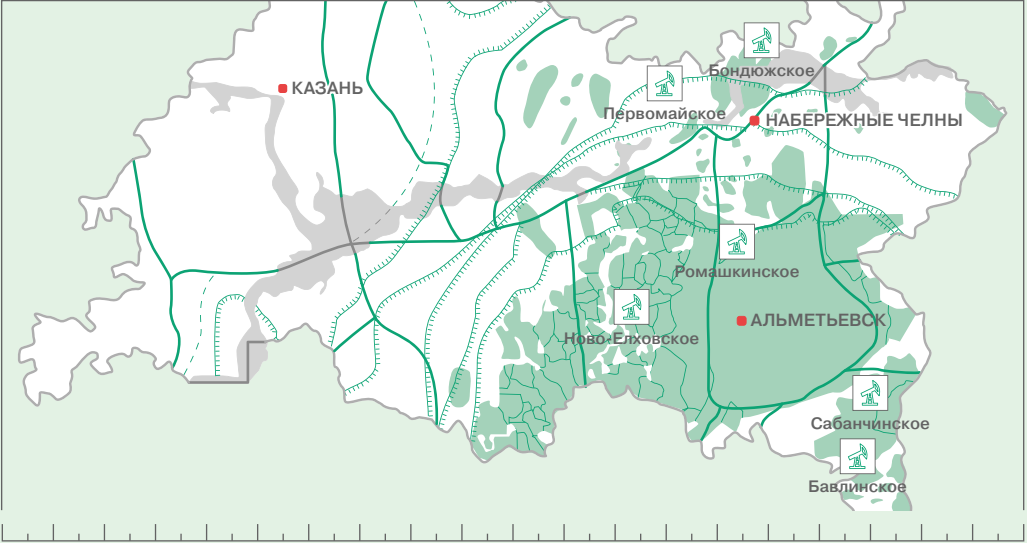 Бондюжское
КАЗАНЬ
Первомайское
НАБЕРЕЖНЫЕ ЧЕЛНЫ
Ромашкинское
АЛЬМЕТЬЕВСК
Ново-Елховское
Сабанчинское
Бавлинское